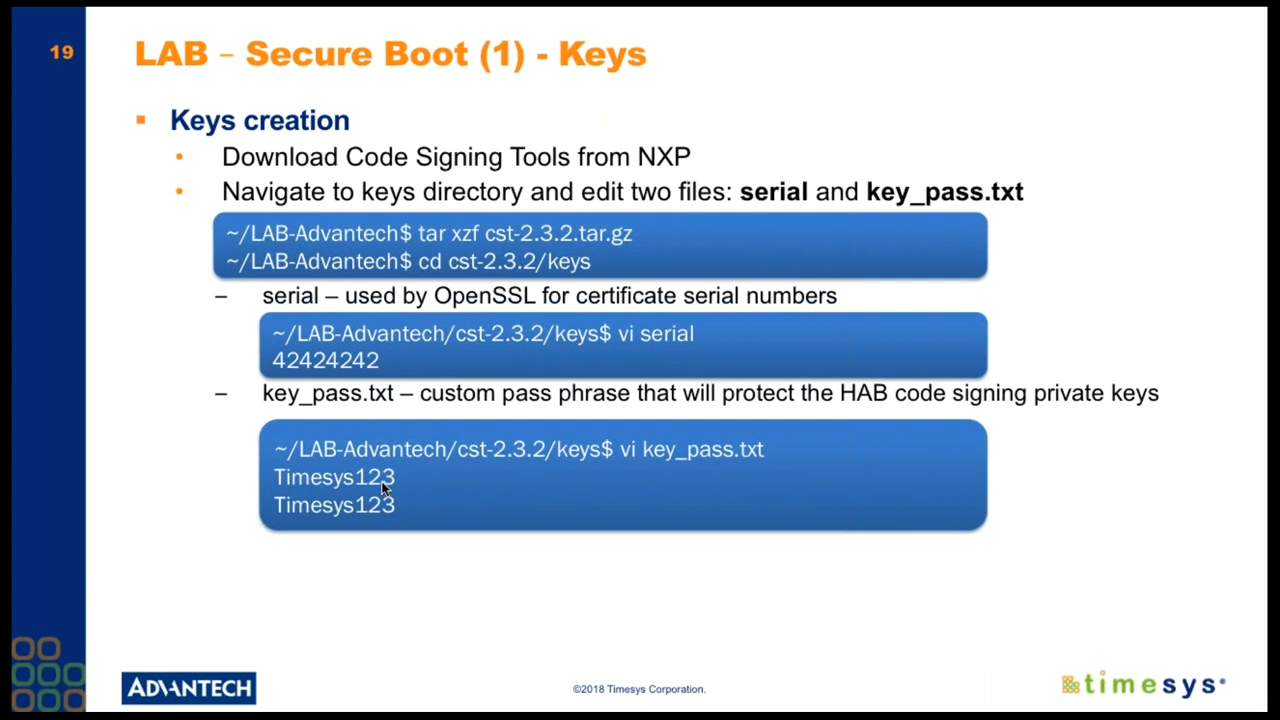 19
LAB – Secure Boot (1) - Keys
Keys creation
Download Code Signing Tools from NXP
Navigate to keys directory and edit two files: serial and key_pass.txt
~/LAB-Advantech$ tar xzf cst-2.3.2.tar.gz
~/LAB-Advantech$ cd cst-2.3.2/keys
– serial – used by OpenSSL for certificate serial numbers
~/LAB-Advantech/cst-2.3.2/keys$ vi serial
42424242
– key_pass.txt – custom pass phrase that will protect the HAB code signing private keys
~/LAB-Advantech/cst-2.3.2/keys$ vi key_pass.txt
Timesys123
Timesys123
ADVANTECH
©2018 Timesys Corporation.
timesys®